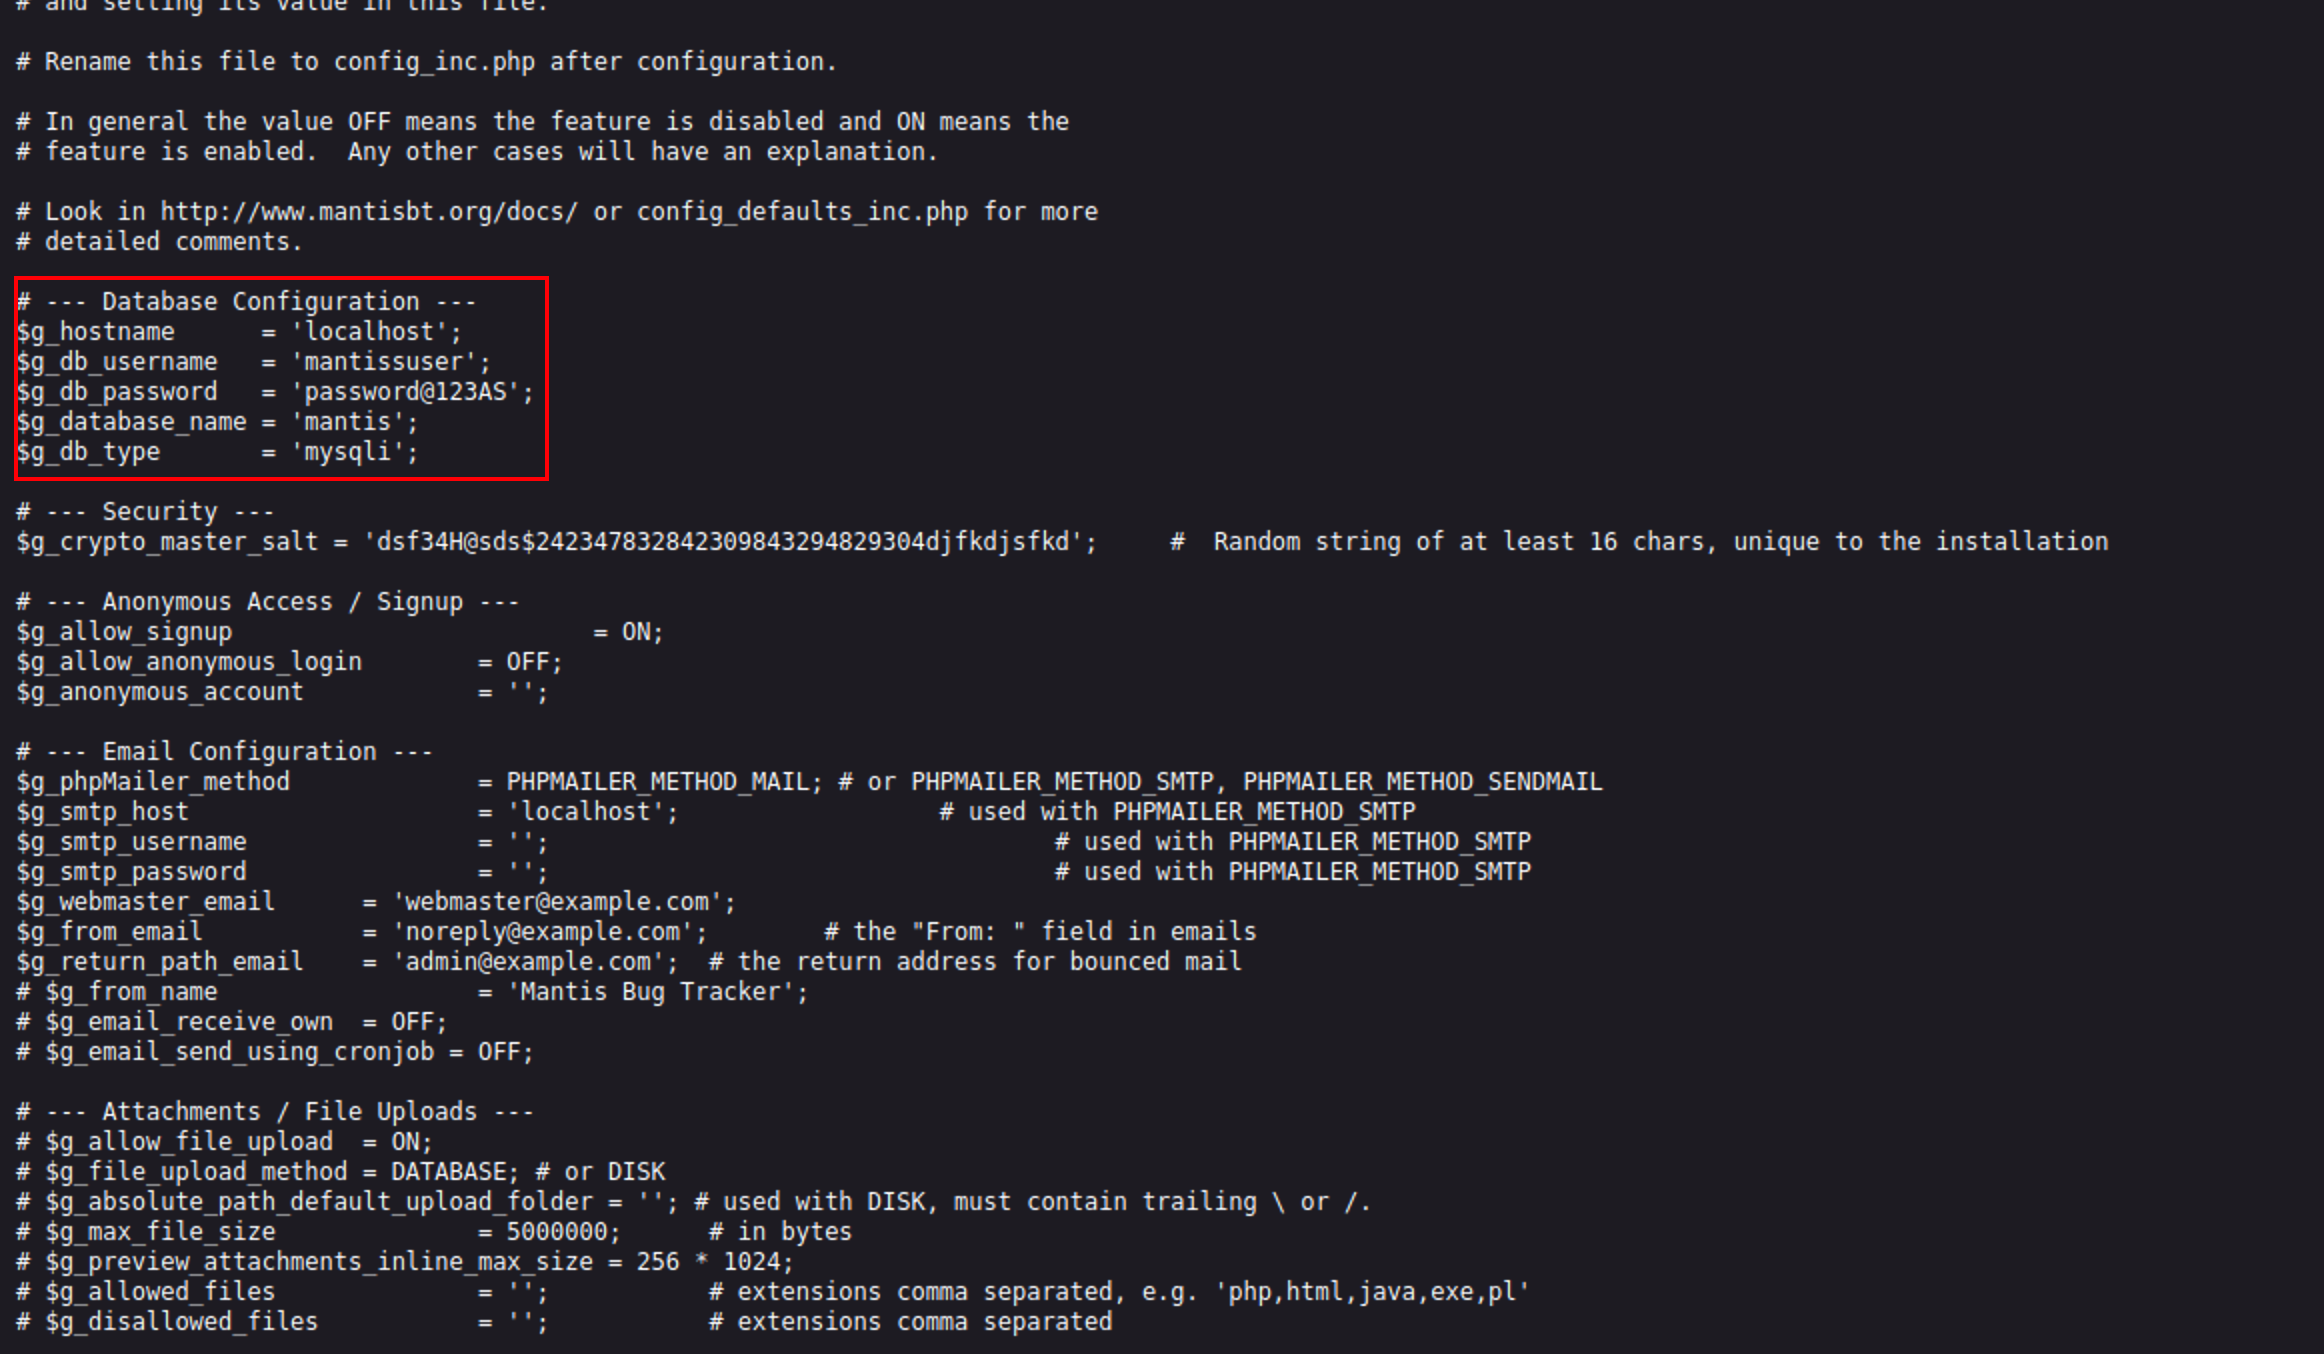 # and setting its value in this file.
# Rename this file to config_inc.php after configuration.
# In general the value OFF means the feature is disabled and ON means the
# feature is enabled.  Any other cases will have an explanation.
# Look in http://www.mantisbt.org/docs/ or config_defaults_inc.php for more
# detailed comments.
# --- Database Configuration ---
$g_hostname      = 'localhost';
$g_db_username   = 'mantissuser';
$g_db_password   = 'password@123AS';
$g_database_name = 'mantis';
$g_db_type       = 'mysqli';
# --- Security ---
$g_crypto_master_salt = 'dsf34H@sds$24234783284230984329482930​4djfkdjsfkd';     #  Random string of at least 16 chars, unique to the installation
# --- Anonymous Access / Signup ---
$g_allow_signup                         = ON;
$g_allow_anonymous_login        = OFF;
$g_anonymous_account            = '';
# --- Email Configuration ---
$g_phpMailer_method             = PHPMAILER_METHOD_MAIL; # or PHPMAILER_METHOD_SMTP, PHPMAILER_METHOD_SENDMAIL
$g_smtp_host                    = 'localhost';                  # used with PHPMAILER_METHOD_SMTP
$g_smtp_username                = '';                                   # used with PHPMAILER_METHOD_SMTP
$g_smtp_password                = '';                                   # used with PHPMAILER_METHOD_SMTP
$g_webmaster_email      = 'webmaster@example.com';
$g_from_email           = 'noreply@example.com';        # the "From: " field in emails
$g_return_path_email    = 'admin@example.com';  # the return address for bounced mail
# $g_from_name                  = 'Mantis Bug Tracker';
# $g_email_receive_own  = OFF;
# $g_email_send_using_cronjob = OFF;
# --- Attachments / File Uploads ---
# $g_allow_file_upload  = ON;
# $g_file_upload_method = DATABASE; # or DISK
# $g_absolute_path_default_upload_folder = ''; # used with DISK, must contain trailing \ or /.
# $g_max_file_size              = 5000000;      # in bytes
# $g_preview_attachments_inline_max_size = 256 * 1024;
# $g_allowed_files              = '';           # extensions comma separated, e.g. 'php,html,java,exe,pl'
# $g_disallowed_files           = '';           # extensions comma separated